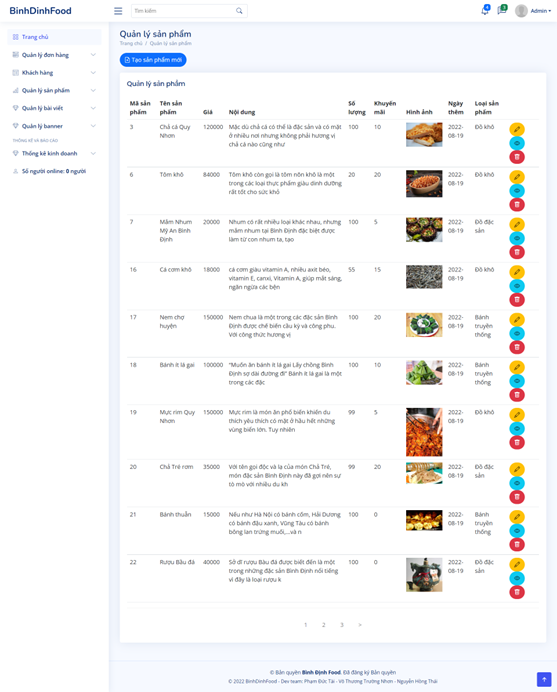 BinhDinhFood
Tìm kiếm
4
3
Admin
Trang chủ
Quản lý đơn hàng
Khách hàng
Quản lý sản phẩm
Quản lý bài viết
Quản lý banner
THỐNG KÊ VÀ BÁO CÁO
Thống kê kinh doanh
Số người online: 0 người
Quản lý sản phẩm
Trang chủ / Quản lý sản phẩm
Tạo sản phẩm mới
Quản lý sản phẩm
Mã sản phẩm Tên sản phẩm Giá Nội dung Số lượng Khuyến mãi Hình ảnh Ngày thêm Loại sản phẩm
3 Chả cá Quy 120000 Mặc dù chả cá có thể là đặc sản và có mặt 100 10 2022- Đồ khô
Nhơn ở nhiều nơi nhưng không phải hương vị 08-19
chả cá nào cũng như
6 Tôm khô 84000 Tôm khô còn gọi là tôm nõn khô là một 20 20 2022- Đồ khô
trong các loại thực phẩm giàu dinh dưỡng 08-19
rất tốt cho sức khỏ
7 Mắm Nhum 20000 Nhum có rất nhiều loại khác nhau, nhưng 100 5 2022- Đồ đặc
Mỹ An Bình mắm nhum tại Bình Định đặc biệt được 08-19 sản
Định làm từ con nhum ta, tạo
16 Cá cơm khô 18000 cá cơm giàu vitamin A, nhiều axit béo, 55 15 2022- Đồ khô
vitamin E, canxi, Vitamin A, giúp mắt sáng, 08-19
ngăn ngừa các bện
17 Nem chợ 150000 Nem chua là một trong các đặc sản Bình 100 20 2022- Bánh
huyện Định được chế biến cầu kỳ và công phu. 08-19 truyền
Với công thức hương vị thống
18 Bánh ít lá gai 100000 "Muốn ăn bánh ít lá gai Lấy chồng Bình 100 10 2022- Bánh
Định sợ dài đường đi" Bánh ít lá gai là một 08-19 truyền
trong các đặc thống
19 Mực rim Quy 150000 Mực rim là món ăn phổ biến khiến du 99 5 2022- Đồ khô
Nhơn khách yêu thích có mặt ở hầu hết những 08-19
vùng biển lớn. Tuy nhiên
20 Chả Tré rơm 35000 Với tên gọi độc và lạ của món Chả Tré, 99 20 2022- Đồ đặc
món đặc sản Bình Định này đã gợi nên sự 08-19 sản
tò mò với nhiều du kh
21 Bánh thuẫn 15000 Nếu như Hà Nội có bánh cốm, Hải Dương 100 0 2022- Bánh
có bánh đậu xanh, Vũng Tàu có bánh 08-19 truyền
bông lan trứng muối,...và n thống
22 Rượu Bầu đá 40000 Sở dĩ rượu Bàu đá được biết đến là một 100 0 2022- Đồ đặc
trong những đặc sản Bình Định nổi tiếng 08-19 sản
vì đây là loại rượu k
1 2 3 >
© Bản quyền Bình Định Food. Đã đăng ký Bản quyền
© 2022 BinhDinhFood - Dev team: Phạm Đức Tài - Võ Thương Trường Nhơn - Nguyễn Hồng Thái